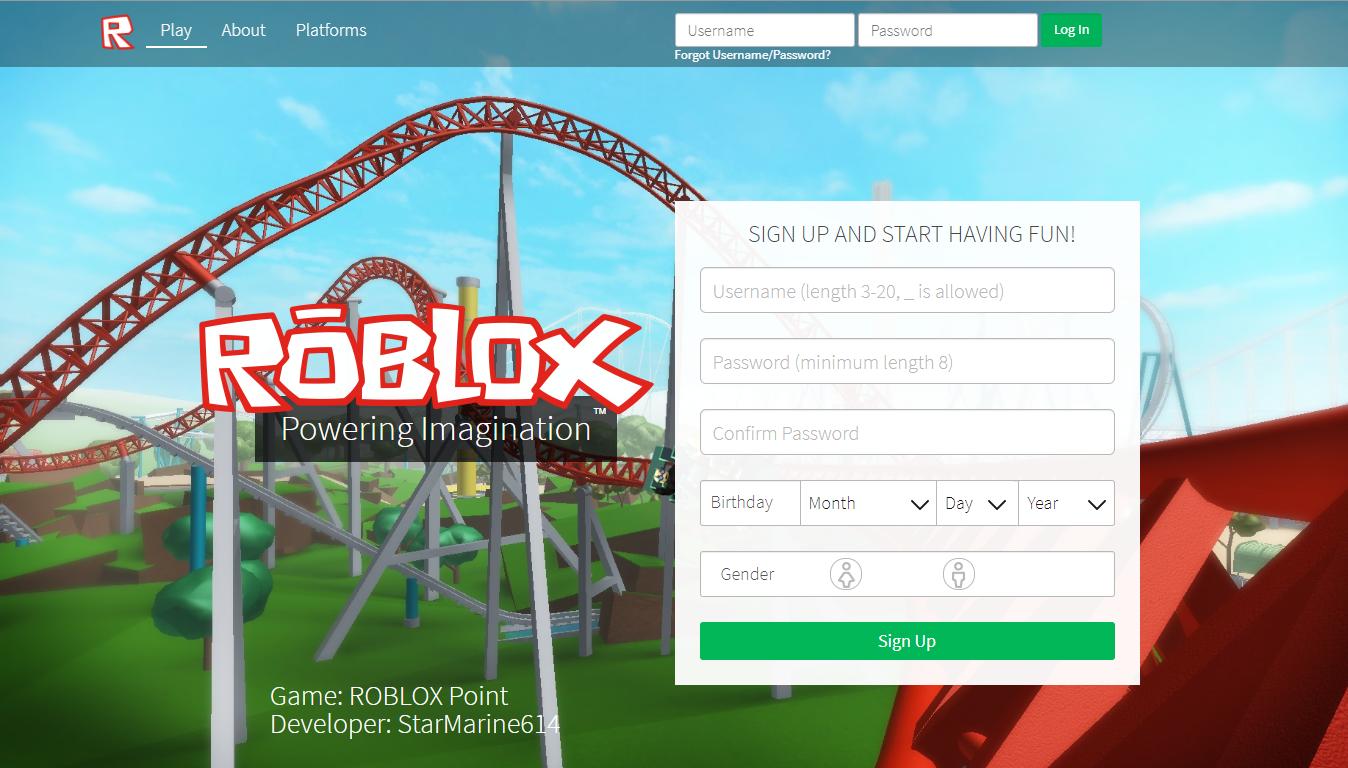 R
Play
About
Platforms
Username
Password
Log In
Forgot Username/Password?
RŌBLOX
™
Powering Imagination
SIGN UP AND START HAVING FUN!
Username (length 3-20, _ is allowed)
Password (minimum length 8)
Confirm Password
Birthday Month Day Year
Gender
Sign Up
Game: ROBLOX Point
Developer: StarMarine614